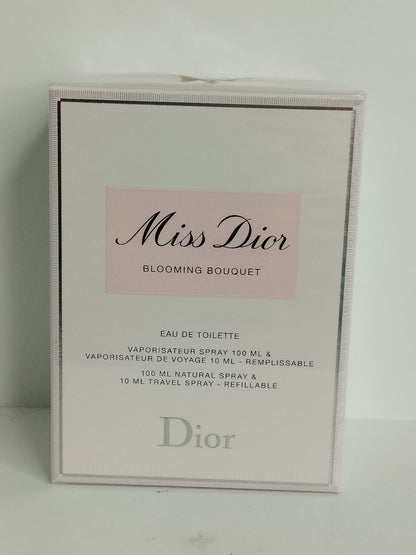 Miss Dior
BLOOMING BOUQUET
EAU DE TOILETTE
VAPORISATEUR SPRAY 100 ML &
VAPORISATEUR DE VOYAGE 10 ML - REMPLISSABLE
100 ML NATURAL SPRAY &
10 ML TRAVEL SPRAY - REFILLABLE
Dior